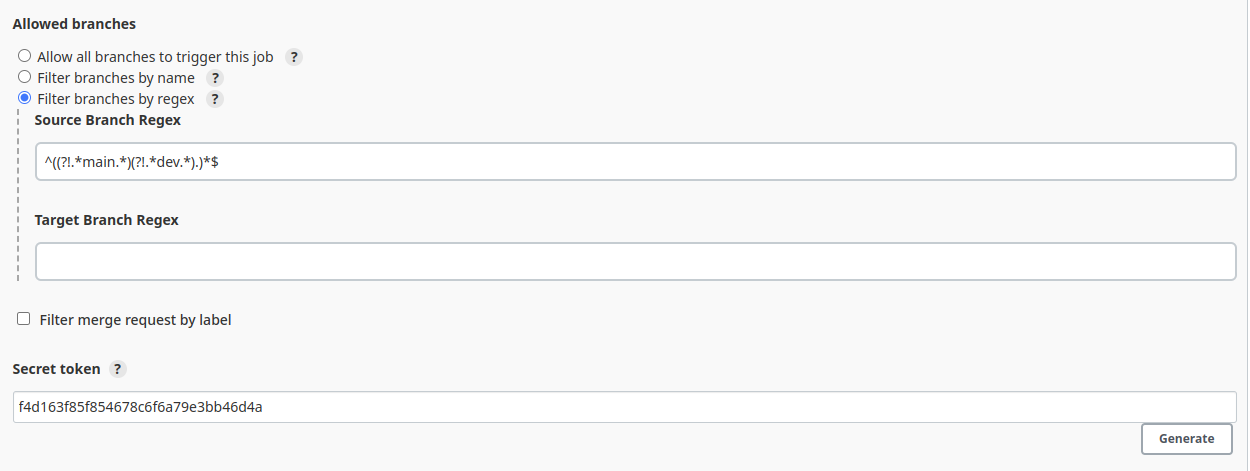 Allowed branches
Allow all branches to trigger this job ?
Filter branches by name ?
Filter branches by regex ?
Source Branch Regex
^((?!.*main.*)(?!.*dev.*).)*$
Target Branch Regex
Filter merge request by label
Secret token ?
f4d163f85f854678c6f6a79e3bb46d4a
Generate